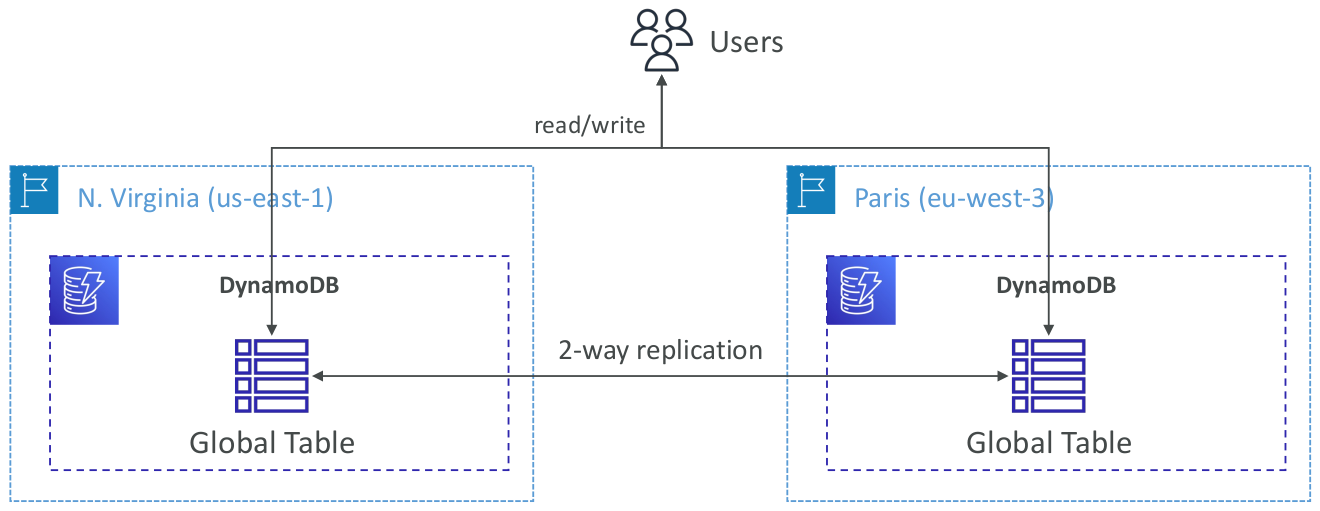 Users
read/write
N. Virginia (us-east-1)
Paris (eu-west-3)
DynamoDB
DynamoDB
2-way replication
Global Table
Global Table